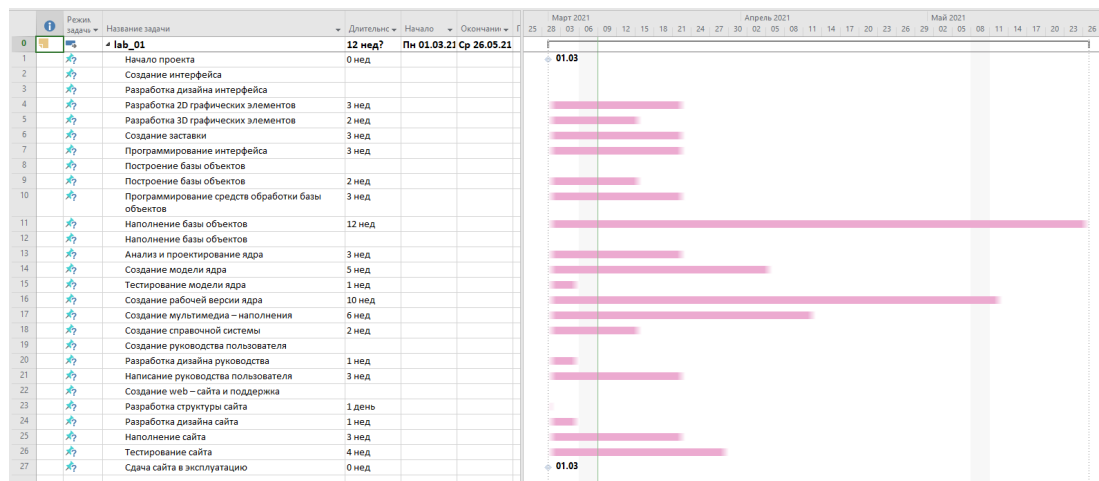 Режим задачи Название задачи Длительнс Начало Окончани
Март 2021 Апрель 2021 Май 2021
25 28 03 06 09 12 15 18 21 24 27 30 02 05 08 11 14 17 20 23 26 29 02 05 08 11 14 17 20 23 26
0 lab_01 12 нед? Пн 01.03.21 Ср 26.05.21
1 Начало проекта 0 нед 01.03
2 Создание интерфейса
3 Разработка дизайна интерфейса
4 Разработка 2D графических элементов 3 нед
5 Разработка 3D графических элементов 2 нед
6 Создание заставки 3 нед
7 Программирование интерфейса 3 нед
8 Построение базы объектов
9 Построение базы объектов 2 нед
10 Программирование средств обработки базы 3 нед
объектов
11 Наполнение базы объектов 12 нед
12 Наполнение базы объектов
13 Анализ и проектирование ядра 3 нед
14 Создание модели ядра 5 нед
15 Тестирование модели ядра 1 нед
16 Создание рабочей версии ядра 10 нед
17 Создание мультимедиа – наполнения 6 нед
18 Создание справочной системы 2 нед
19 Создание руководства пользователя
20 Разработка дизайна руководства 1 нед
21 Написание руководства пользователя 3 нед
22 Создание web – сайта и поддержка
23 Разработка структуры сайта 1 день
24 Разработка дизайна сайта 1 нед
25 Наполнение сайта 3 нед
26 Тестирование сайта 4 нед
27 Сдача сайта в эксплуатацию 0 нед 01.03